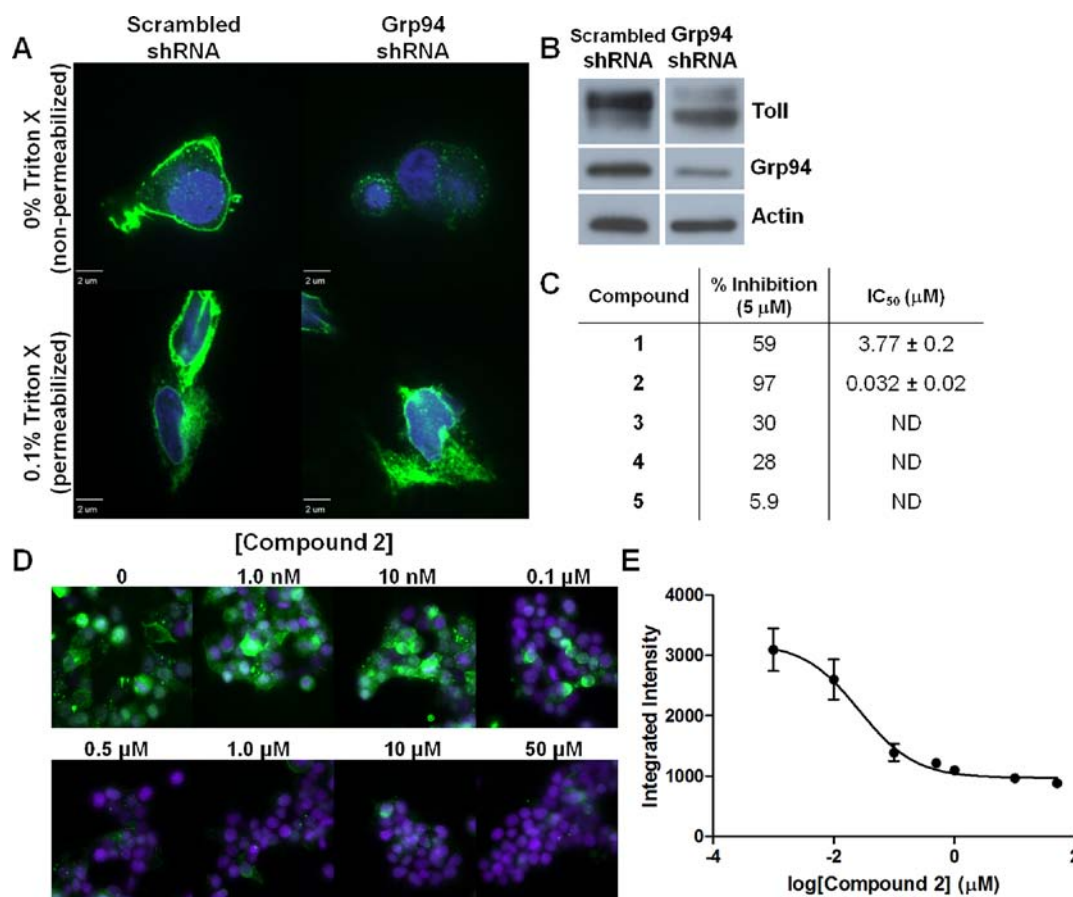 A
Scrambled shRNA
Grp94 shRNA
0% Triton X
(non-permeabilized)
2 um
0.1% Triton X
(permeabilized)
2 um
2 um
B
Scrambled shRNA
Grp94 shRNA
Toll
Grp94
Actin
C
Compound
% Inhibition
(5 μM)
IC₅₀ (μM)
1 59 3.77 ± 0.2
2 97 0.032 ± 0.02
3 30 ND
4 28 ND
5 5.9 ND
D
[Compound 2]
0 1.0 nM 10 nM 0.1 μM
0.5 μM 1.0 μM 10 μM 50 μM
E
Integrated Intensity
4000
3000
2000
1000
0
-4 -2 0 2
log[Compound 2] (μM)